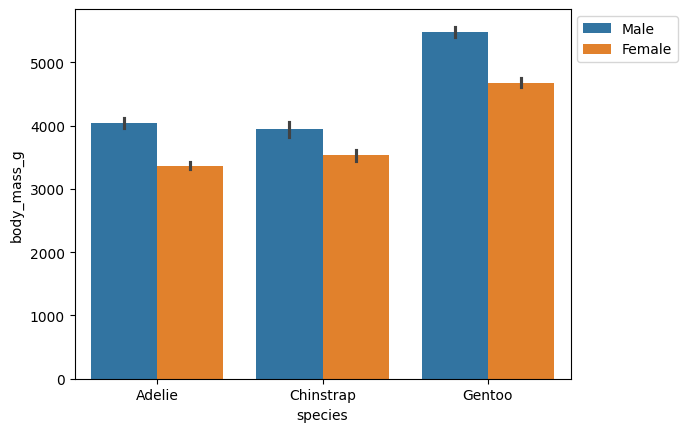 Male
Female
body_mass_g
5000
4000
3000
2000
1000
0
Adelie Chinstrap Gentoo
species